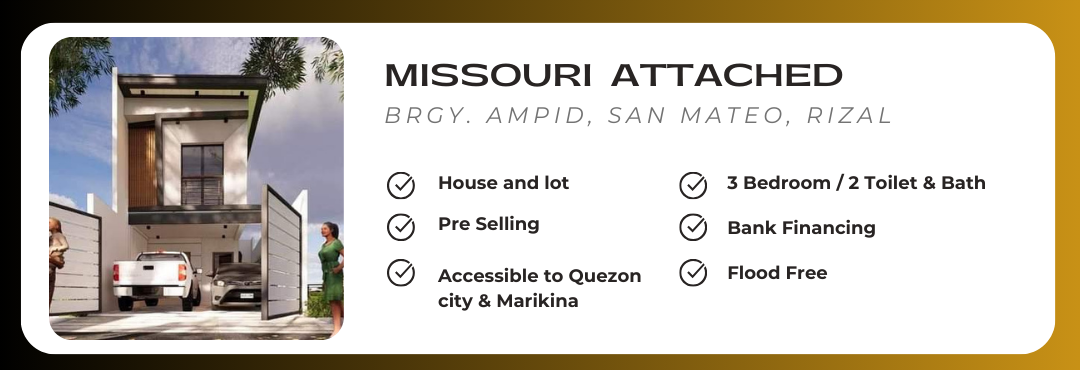 MISSOURI ATTACHED
BRGY. AMPID, SAN MATEO, RIZAL
House and lot
Pre Selling
Accessible to Quezon
city & Marikina
3 Bedroom / 2 Toilet & Bath
Bank Financing
Flood Free